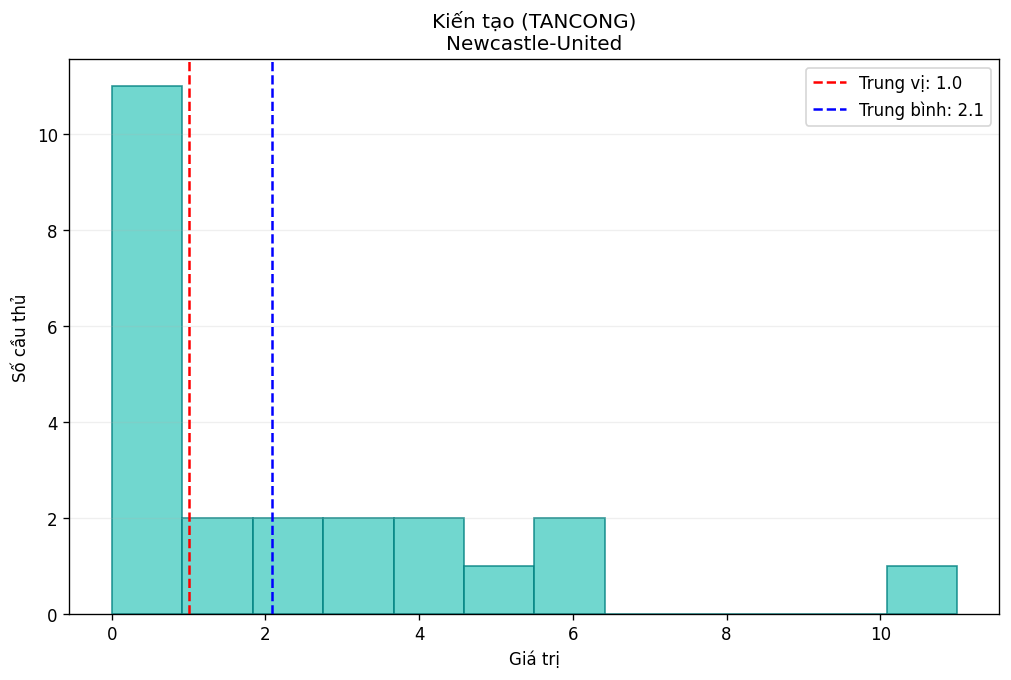 Kiến tạo (TANCONG)
Newcastle-United
Trung vị: 1.0
Trung bình: 2.1
Số cầu thủ
10
8
6
4
2
0
0 2 4 6 8 10
Giá trị